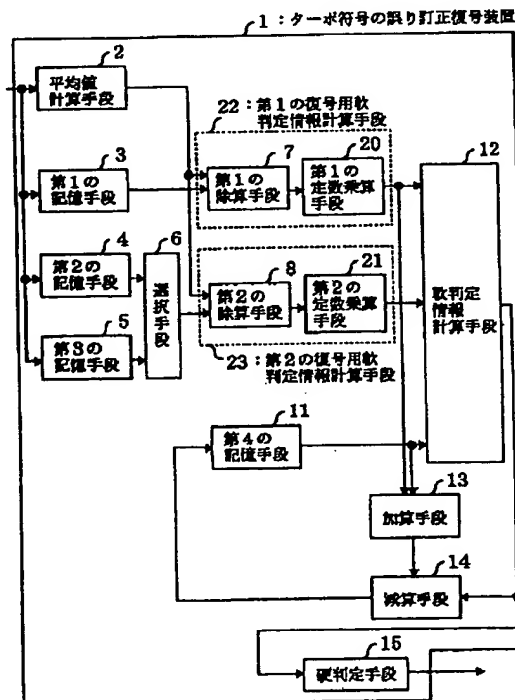 1：ターボ符号の誤り訂正復号装置
2
平均値
計算手段
22：第1の復号用軟
判定情報計算手段
3
第1の
記憶手段
7
第1の
除算手段
20
第1の
定数乗算
手段
12
軟判定
情報
計算手段
4
第2の
記憶手段
6
選択手段
8
第2の
除算手段
21
第2の
定数乗算
手段
5
第3の
記憶手段
23：第2の復号用軟
判定情報計算手段
11
第4の
記憶手段
13
加算手段
14
減算手段
15
硬判定手段